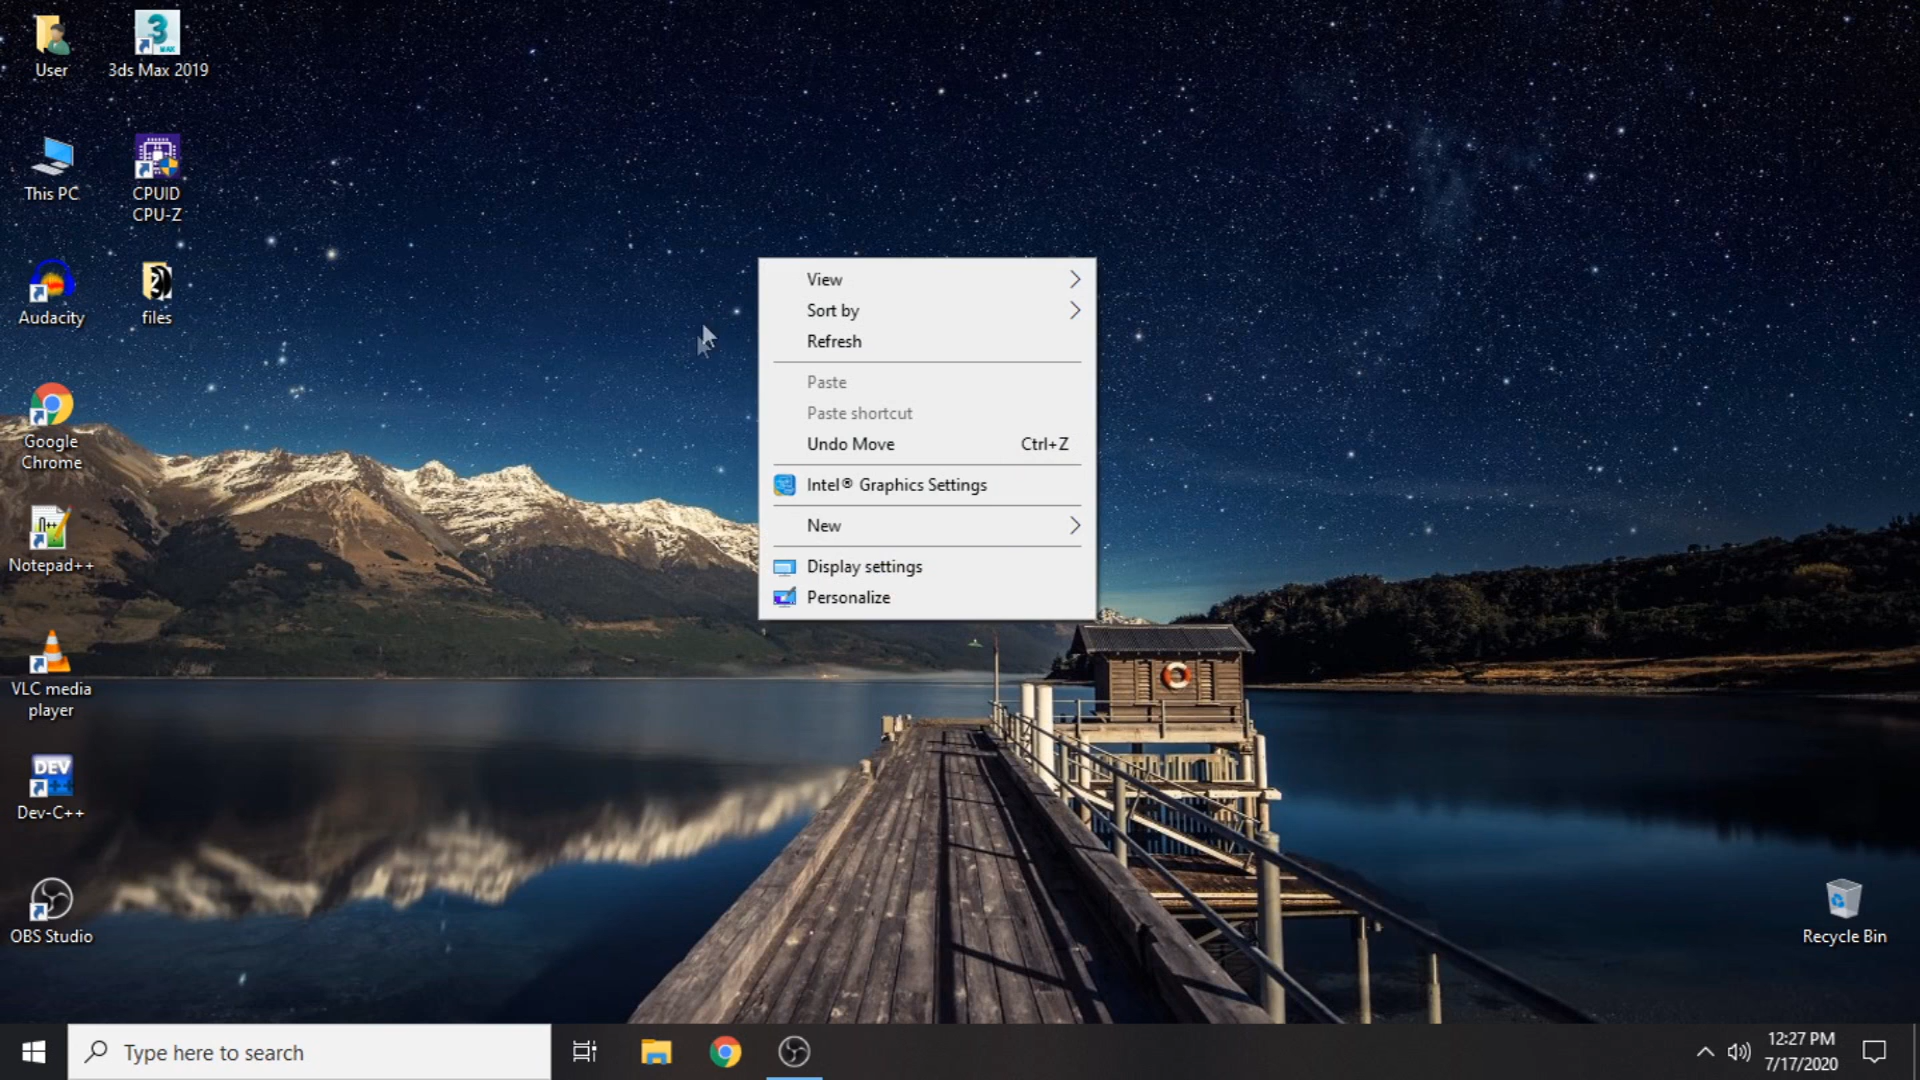 User
3ds Max 2019
This PC
CPUID
CPU-Z
Audacity
files
Google
Chrome
Notepad++
VLC media
player
DEV
Dev-C++
OBS Studio
View
Sort by
Refresh
Paste
Paste shortcut
Undo Move Ctrl+Z
Intel® Graphics Settings
New
Display settings
Personalize
Recycle Bin
Type here to search
12:27 PM
7/17/2020